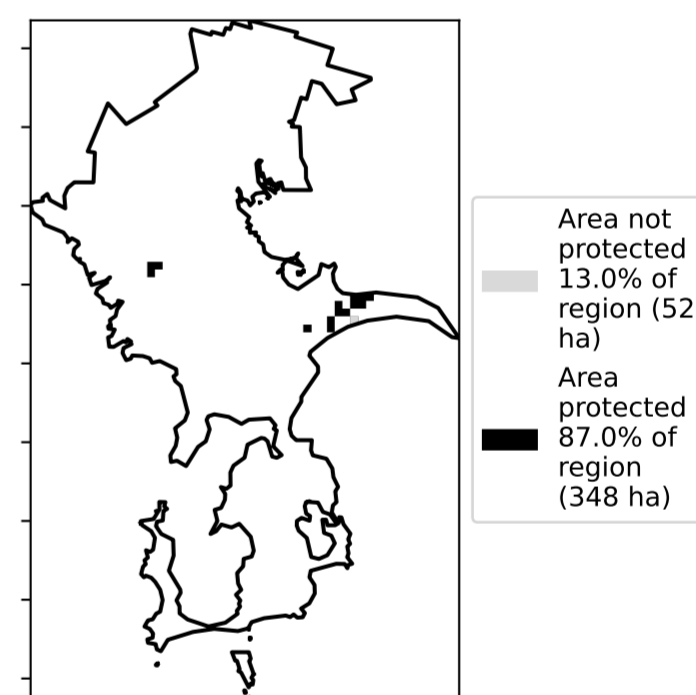 Area not
protected
13.0% of
region (52
ha)
Area
protected
87.0% of
region
(348 ha)